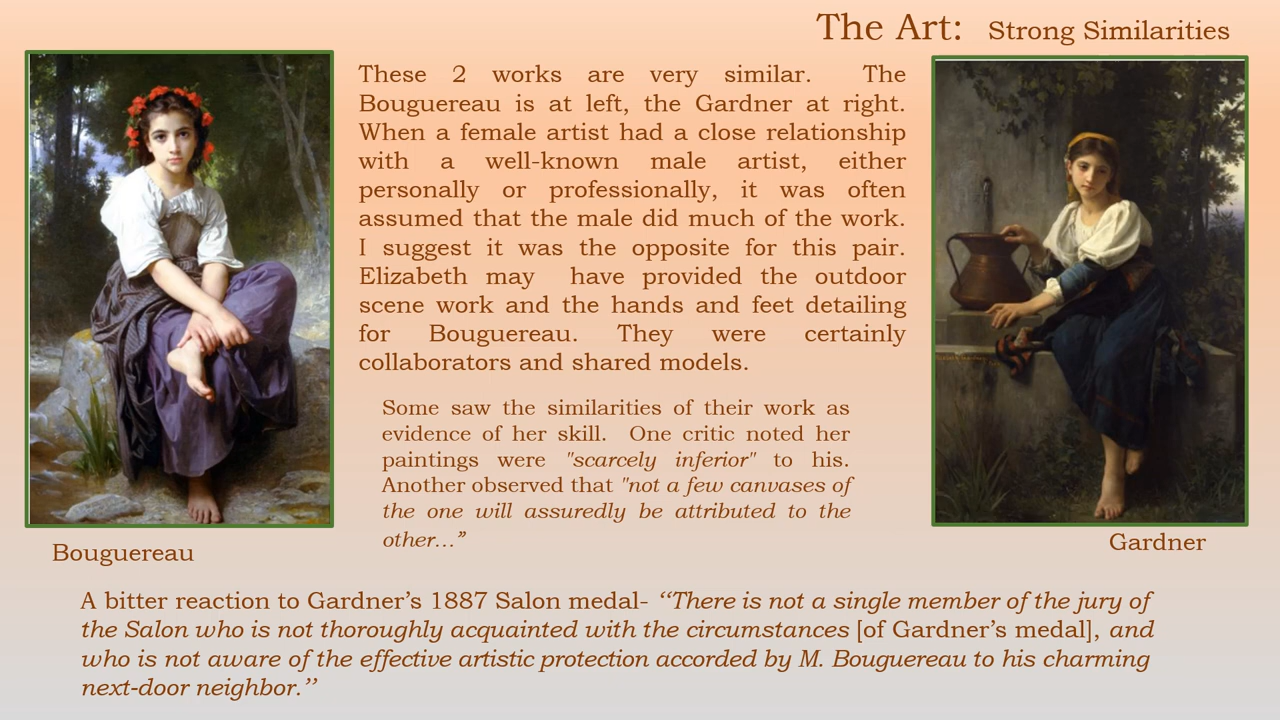 The Art: Strong Similarities
These 2 works are very similar. The
Bouguereau is at left, the Gardner at right.
When a female artist had a close relationship
with a well-known male artist, either
personally or professionally, it was often
assumed that the male did much of the work.
I suggest it was the opposite for this pair.
Elizabeth may have provided the outdoor
scene work and the hands and feet detailing
for Bouguereau. They were certainly
collaborators and shared models.
Some saw the similarities of their work as
evidence of her skill. One critic noted her
paintings were "scarcely inferior" to his.
Another observed that "not a few canvases of
the one will assuredly be attributed to the
other…”
Bouguereau
Gardner
A bitter reaction to Gardner’s 1887 Salon medal- ‘‘There is not a single member of the jury of
the Salon who is not thoroughly acquainted with the circumstances [of Gardner’s medal], and
who is not aware of the effective artistic protection accorded by M. Bouguereau to his charming
next-door neighbor.’’